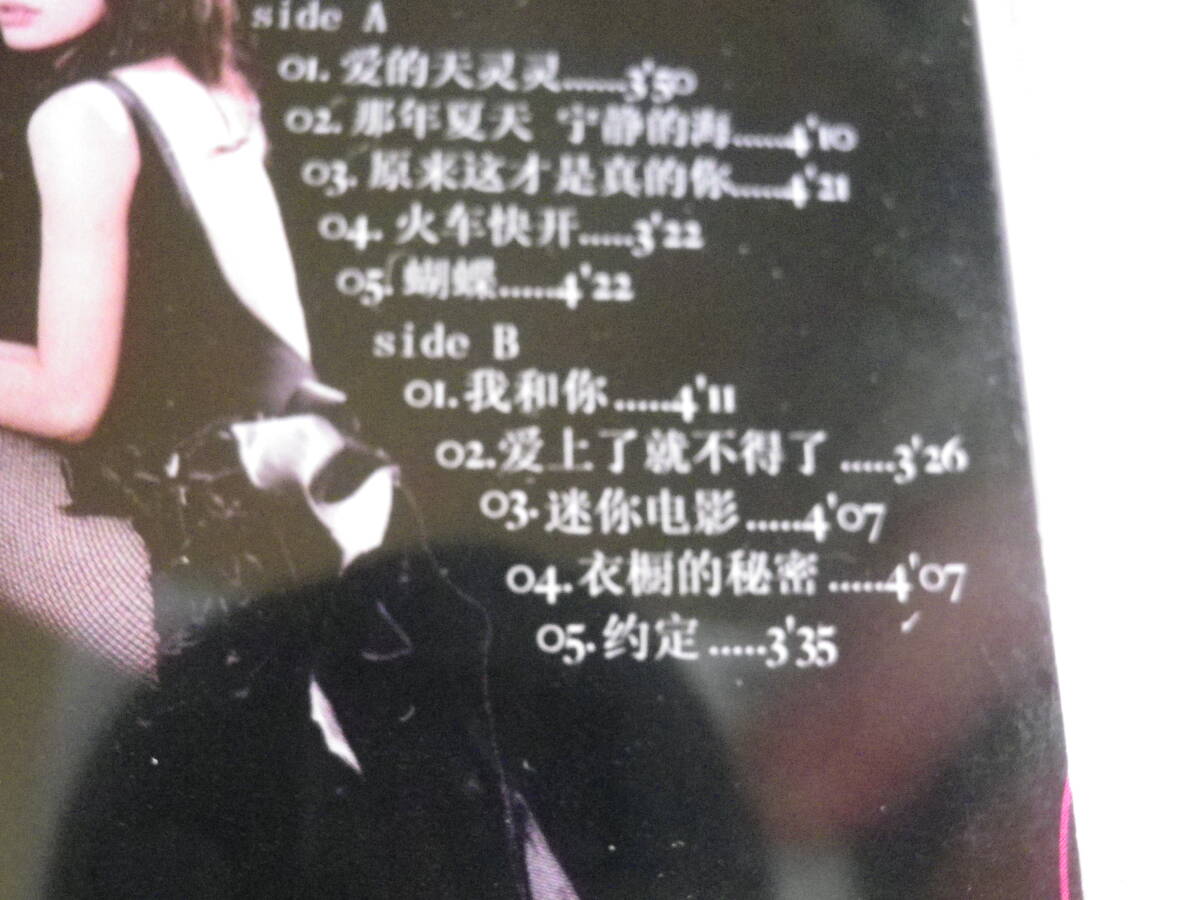 side A
01. 爱的天灵灵......3'50
02. 那年夏天 宁静的海......4'10
03. 原来这才是真的你......4'21
04. 火车快开......3'22
05. 蝴蝶......4'22
side B
01. 我和你......4'11
02. 爱上了就不得了......3'26
03. 迷你电影......4'07
04. 衣橱的秘密......4'07
05. 约定......3'35